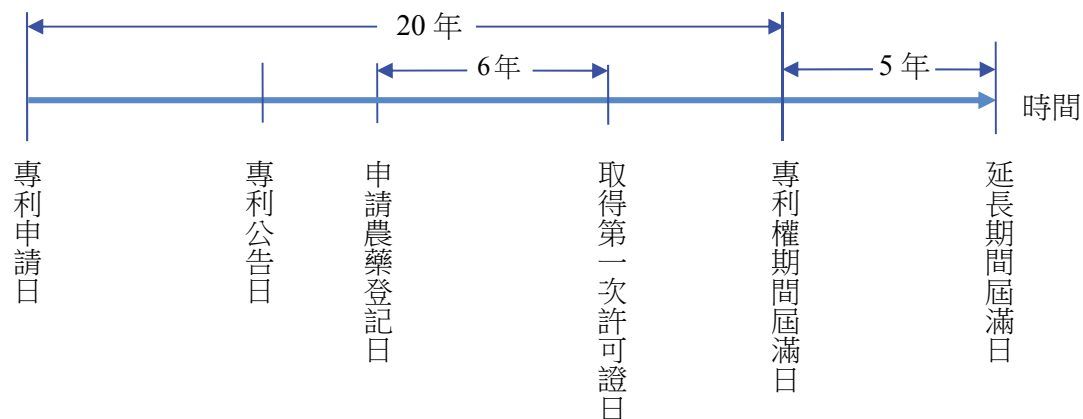 20 年
6年
5 年
時間
專利申請日
專利公告日
申請農藥登記日
取得第一次許可證日
專利權期間屆滿日
延長期間屆滿日